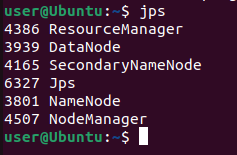 user@Ubuntu:~$ jps
4386 ResourceManager
3939 DataNode
4165 SecondaryNameNode
6327 Jps
3801 NameNode
4507 NodeManager
user@Ubuntu:~$